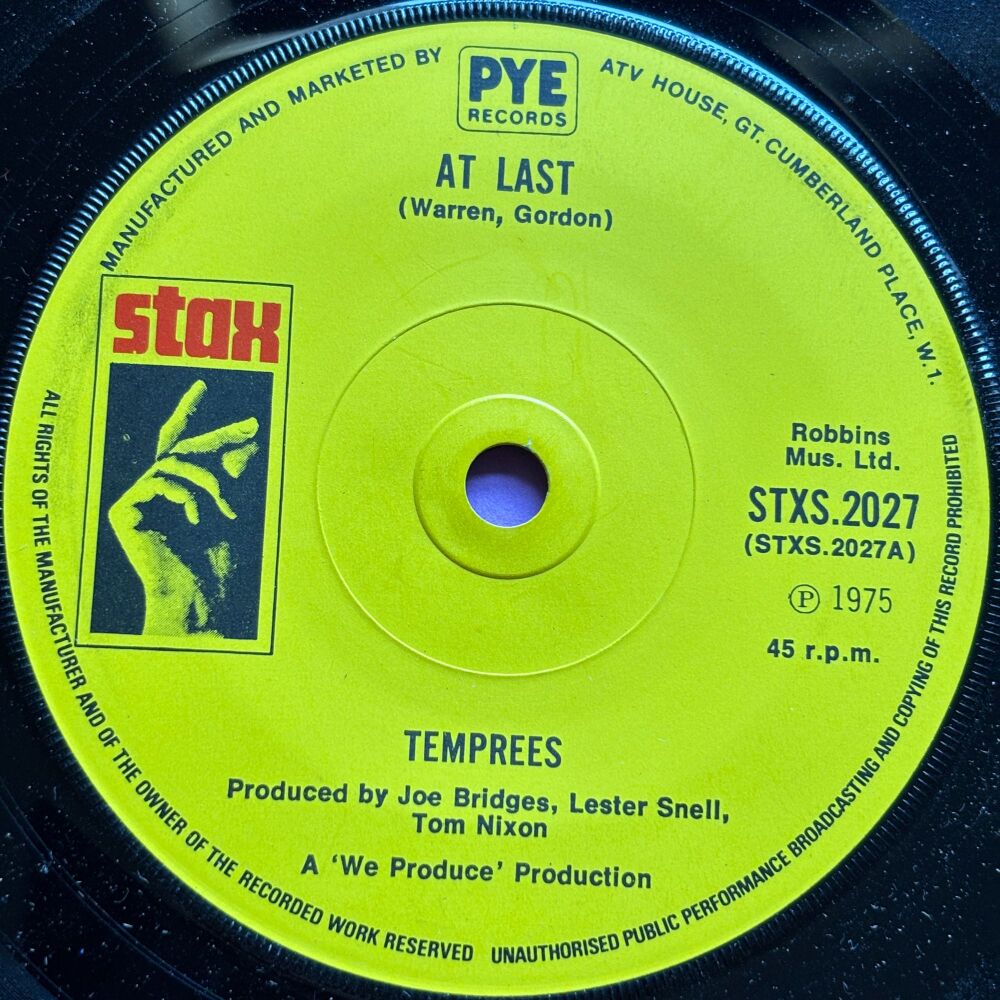 MANUFACTURED AND MARKETED BY
PYE
RECORDS
ATV HOUSE, GT. CUMBERLAND PLACE, W.1.
AT LAST
(Warren, Gordon)
stax
Robbins
Mus. Ltd.
STXS.2027
(STXS.2027A)
Ⓟ 1975
45 r.p.m.
TEMPREES
Produced by Joe Bridges, Lester Snell,
Tom Nixon
A ‘We Produce’ Production
ALL RIGHTS OF THE MANUFACTURER AND OF THE OWNER OF THE RECORDED WORK RESERVED
UNAUTHORISED PUBLIC PERFORMANCE BROADCASTING AND COPYING OF THIS RECORD PROHIBITED